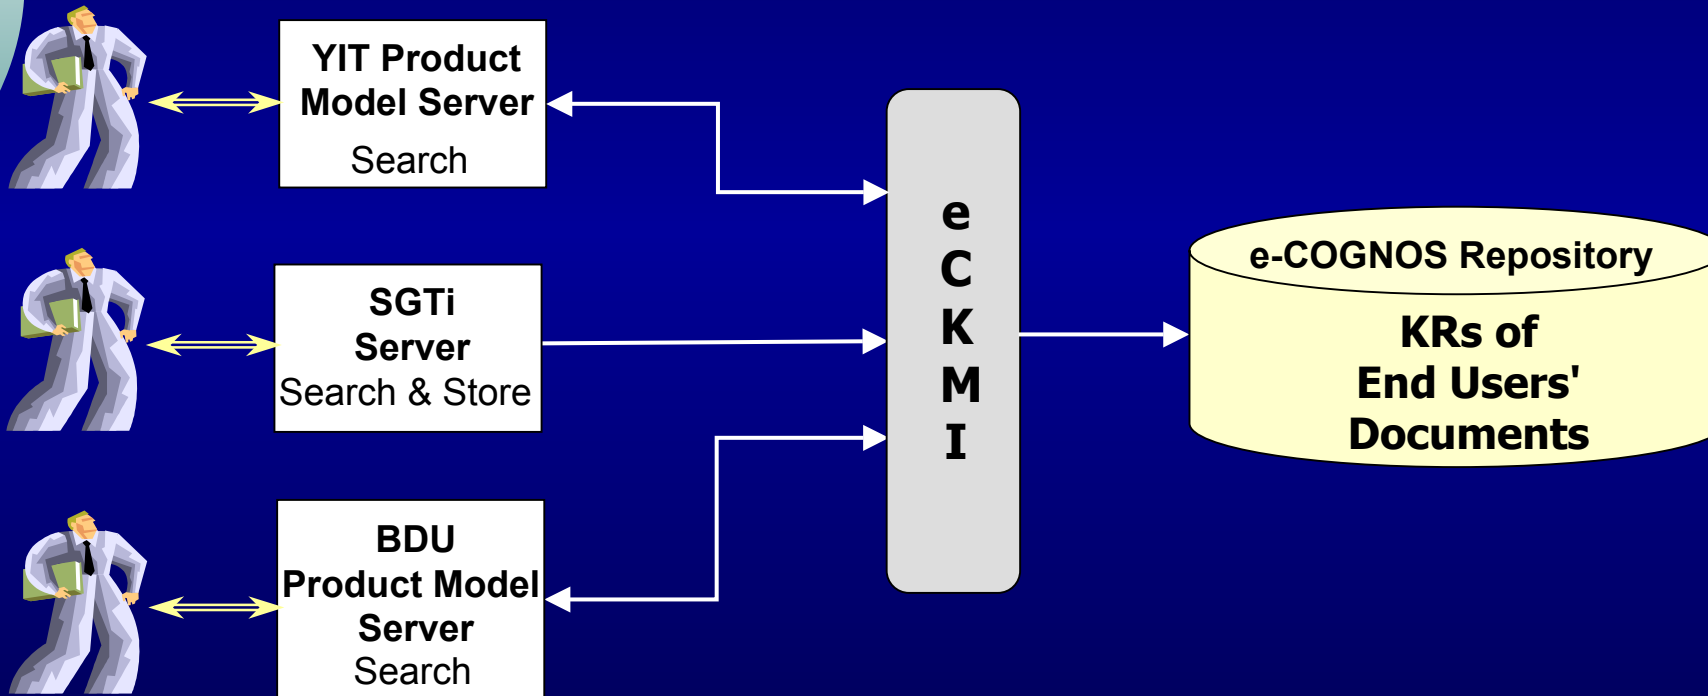 YIT Product
Model Server
Search
SGTi
Server
Search & Store
BDU
Product Model
Server
Search
e
C
K
M
I
e-COGNOS Repository
KRs of
End Users'
Documents